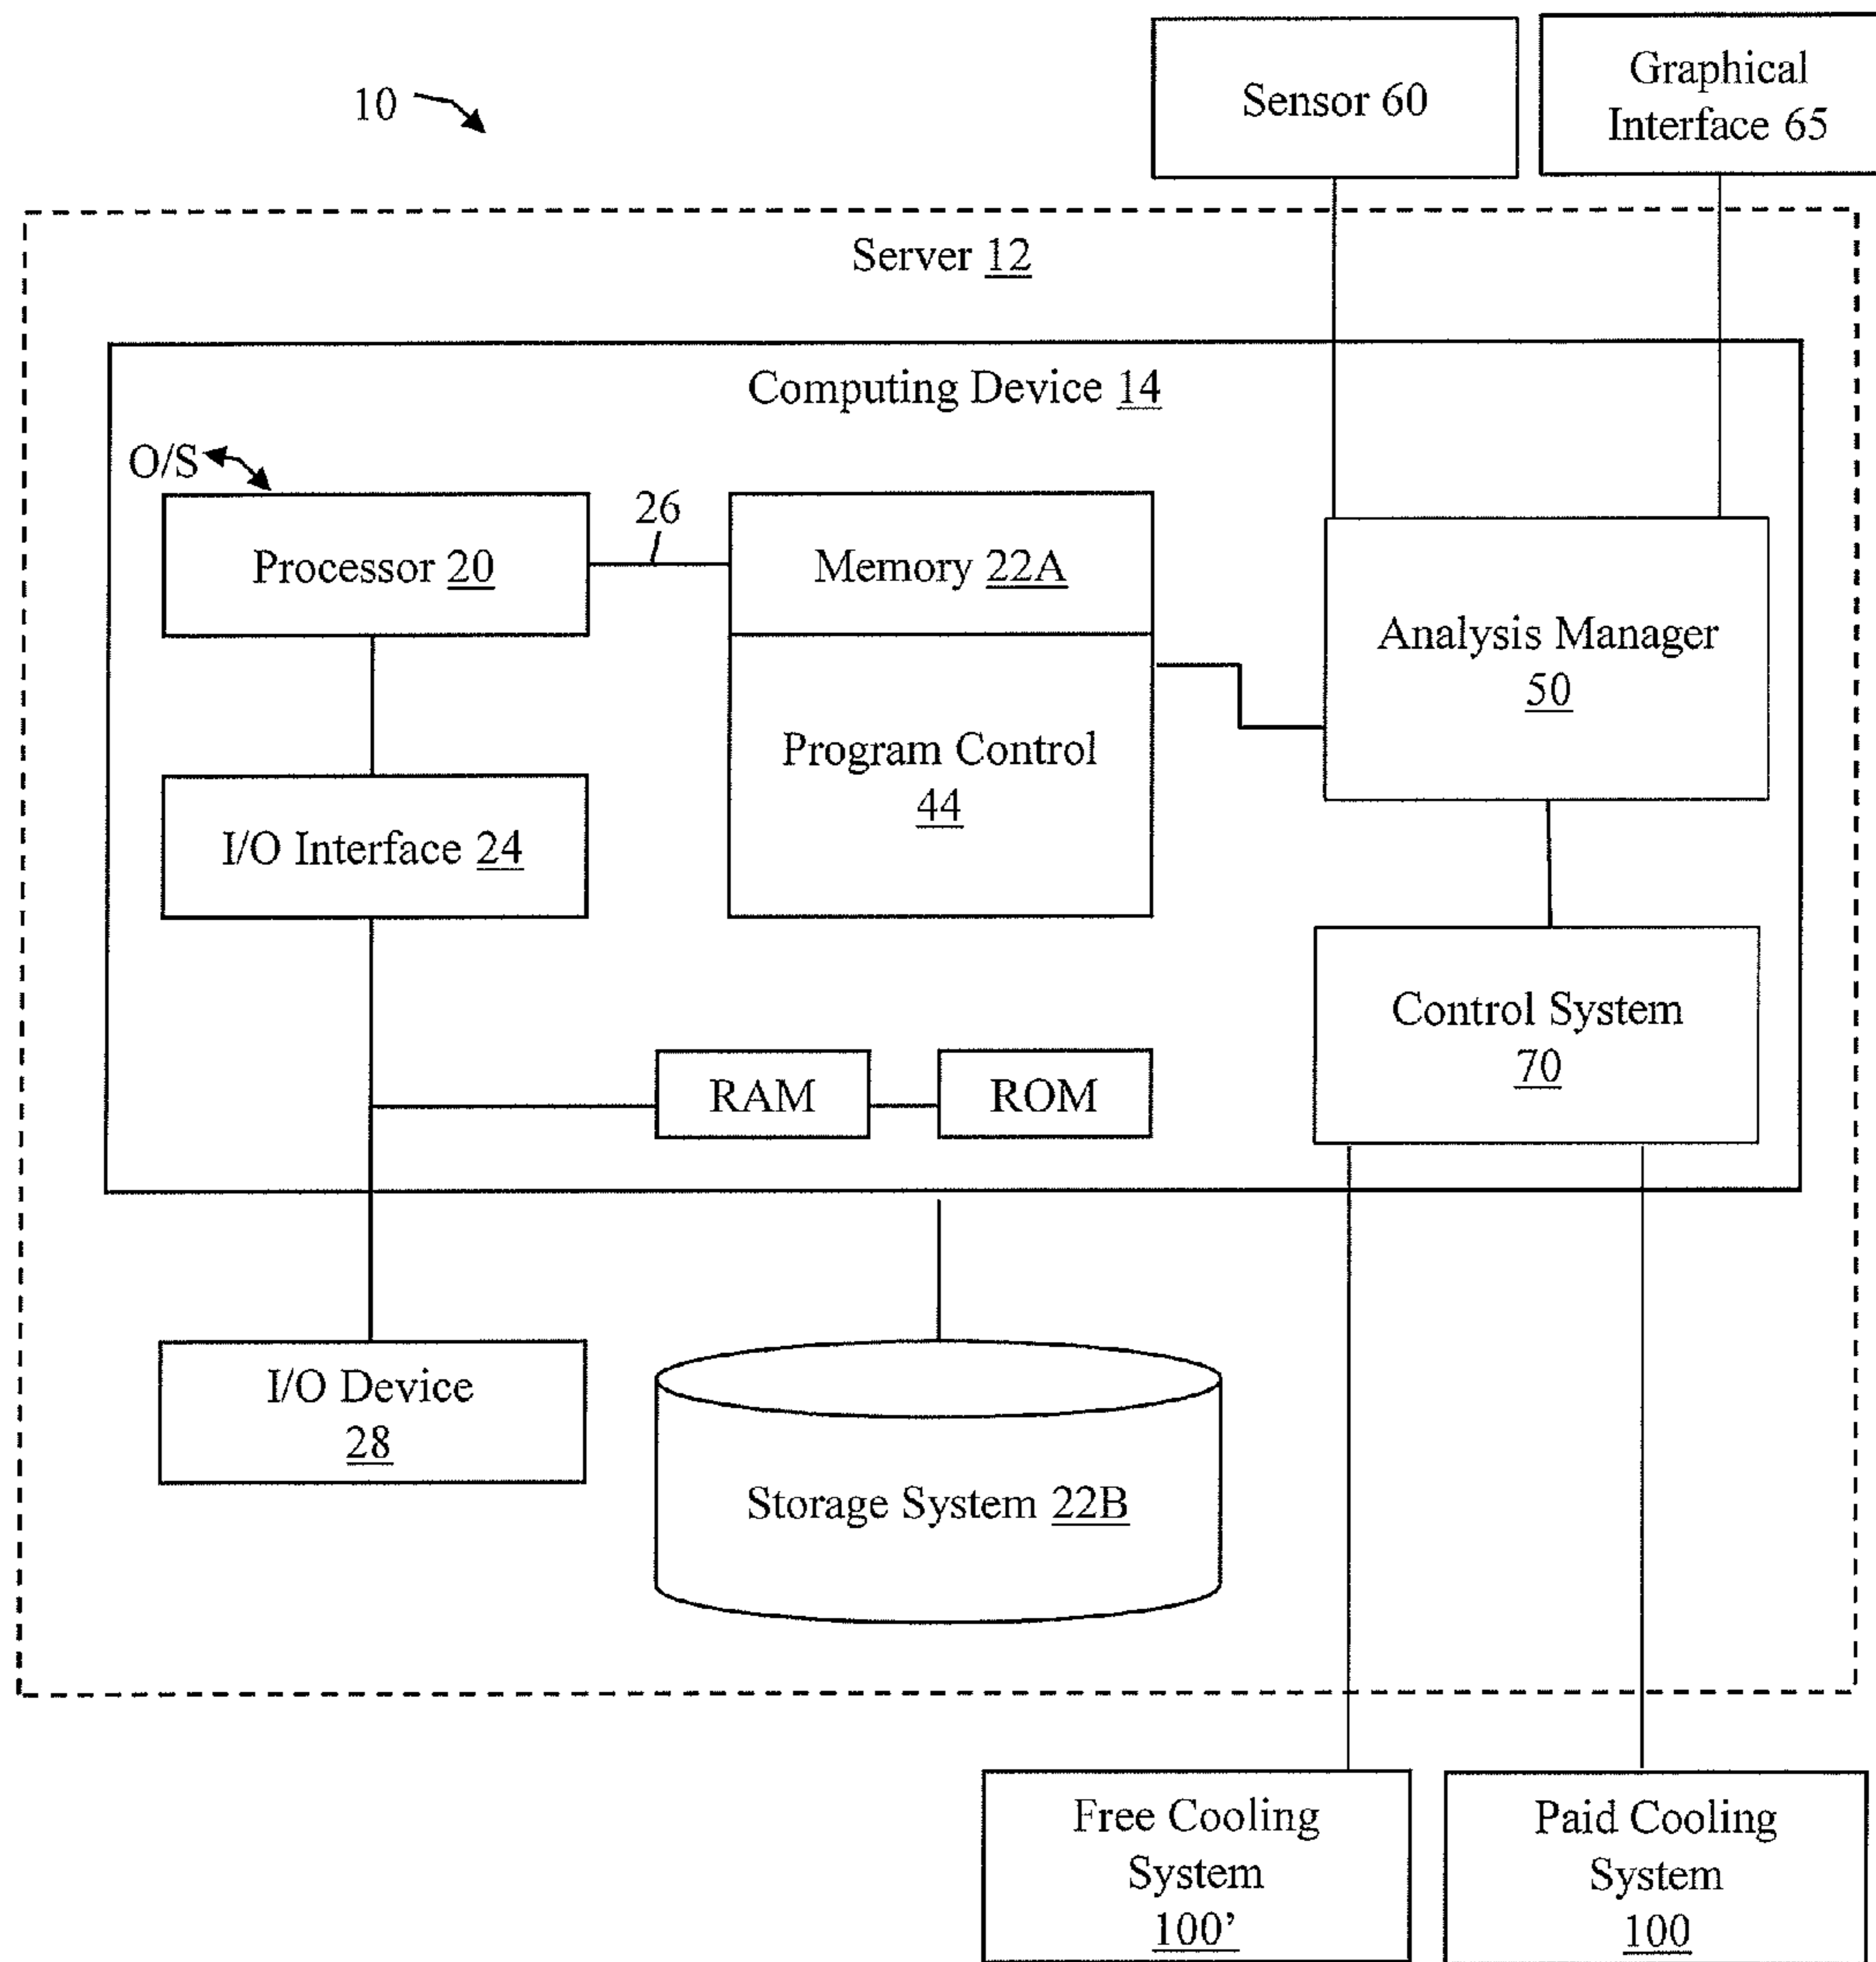 10
Sensor 60
Graphical
Interface 65
Server 12
Computing Device 14
O/S
26
Processor 20
Memory 22A
Analysis Manager
50
Program Control
44
I/O Interface 24
Control System
70
RAM
ROM
I/O Device
28
Storage System 22B
Free Cooling
System
100’
Paid Cooling
System
100